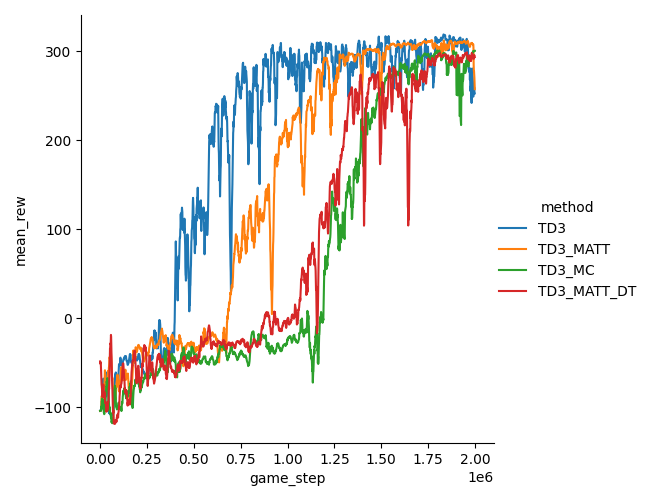 300
200
100
0
−100
mean_rew
0.00 0.25 0.50 0.75 1.00 1.25 1.50 1.75 2.00
1e6
game_step
method
TD3
TD3_MATT
TD3_MC
TD3_MATT_DT